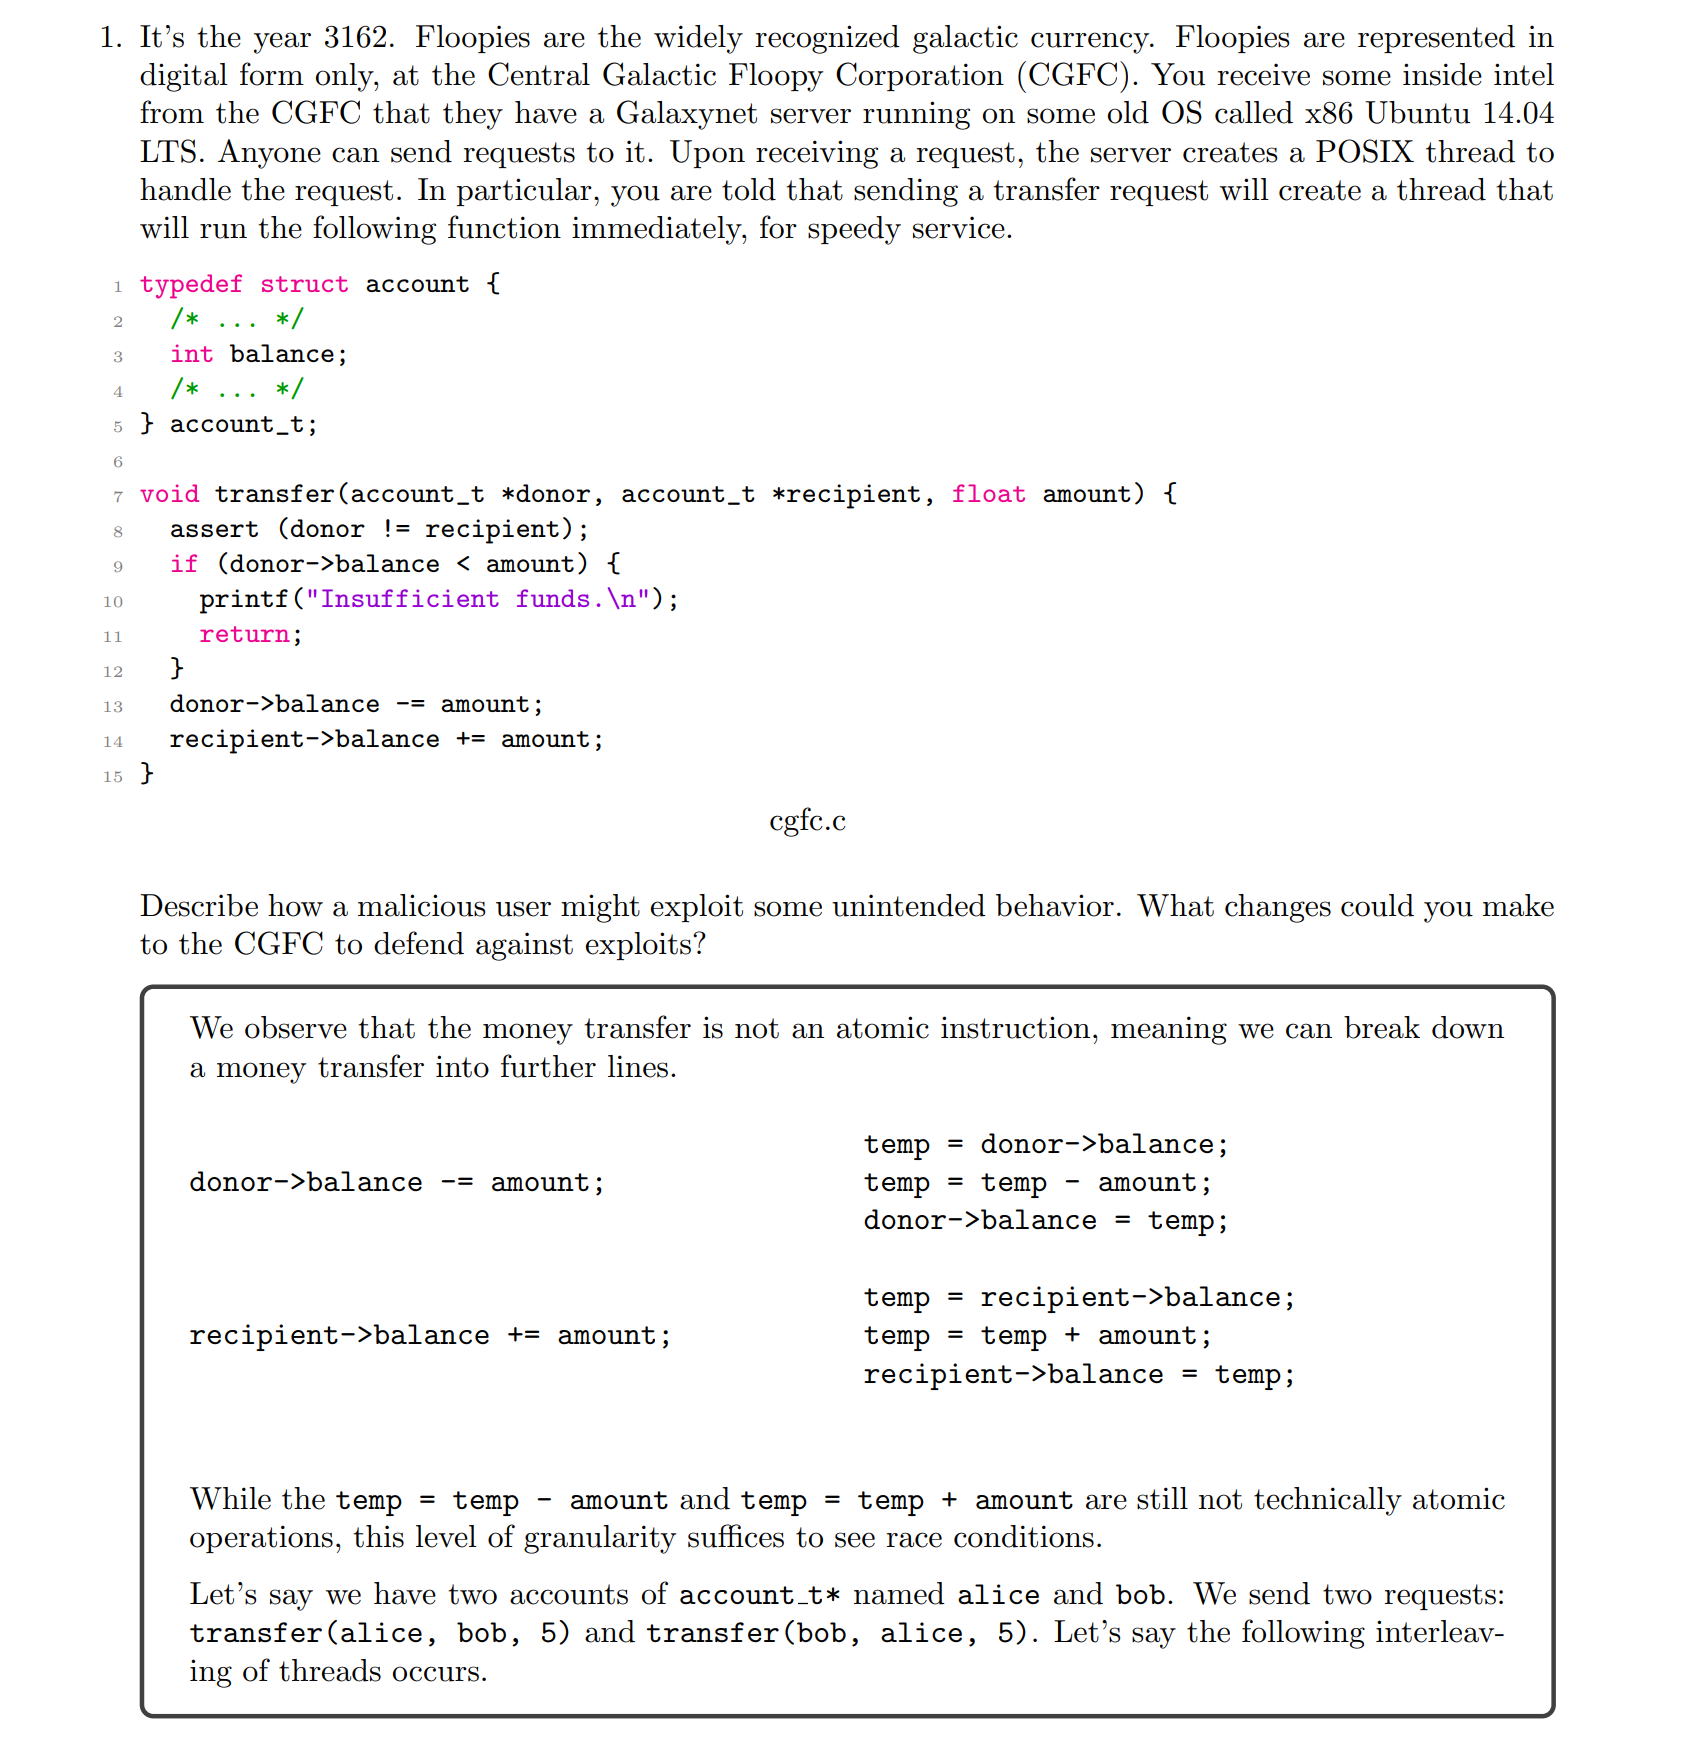 1. It's the year 3162. Floopies are the widely recognized galactic currency. Floopies are represented in
digital form only, at the Central Galactic Floopy Corporation (CGFC). You receive some inside intel
from the CGFC that they have a Galaxynet server running on some old OS called x86 Ubuntu 14.04
LTS. Anyone can send requests to it. Upon receiving a request, the server creates a POSIX thread to
handle the request. In particular, you are told that sending a transfer request will create a thread that
will run the following function immediately, for speedy service.
1 typedef struct account {
2   /* ... */
3   int balance;
4   /* ... */
5 } account_t;
6
7 void transfer(account_t *donor, account_t *recipient, float amount) {
8   assert (donor != recipient);
9   if (donor->balance < amount) {
10     printf("Insufficient funds.\n");
11     return;
12   }
13   donor->balance -= amount;
14   recipient->balance += amount;
15 }
cgfc.c
Describe how a malicious user might exploit some unintended behavior. What changes could you make
to the CGFC to defend against exploits?
We observe that the money transfer is not an atomic instruction, meaning we can break down
a money transfer into further lines.
donor->balance -= amount;
temp = donor->balance;
temp = temp - amount;
donor->balance = temp;
recipient->balance += amount;
temp = recipient->balance;
temp = temp + amount;
recipient->balance = temp;
While the temp = temp - amount and temp = temp + amount are still not technically atomic
operations, this level of granularity suffices to see race conditions.
Let's say we have two accounts of account_t* named alice and bob. We send two requests:
transfer(alice, bob, 5) and transfer(bob, alice, 5). Let's say the following interleav-
ing of threads occurs.